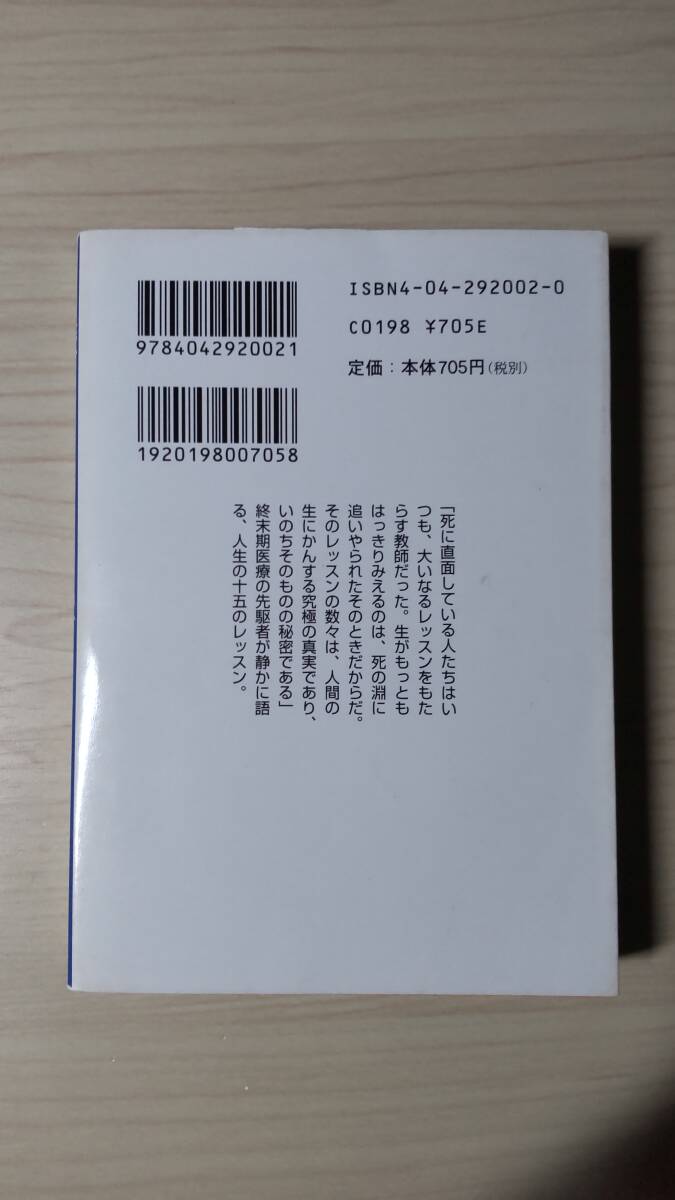 9784042920021
1920198007058
ISBN4-04-292002-0
C0198 ¥705E
定価：本体705円（税別）
「死に直面している人たちはい
つも、大いなるレッスンをもた
らす教師だった。生がもっとも
はっきりみえるのは、死の淵に
追いやられたそのときだからだ。
そのレッスンの数々は、人間の
生にかんする究極の真実であり、
いのちそのものの秘密である」
終末期医療の先駆者が静かに語
る、人生の十五のレッスン。